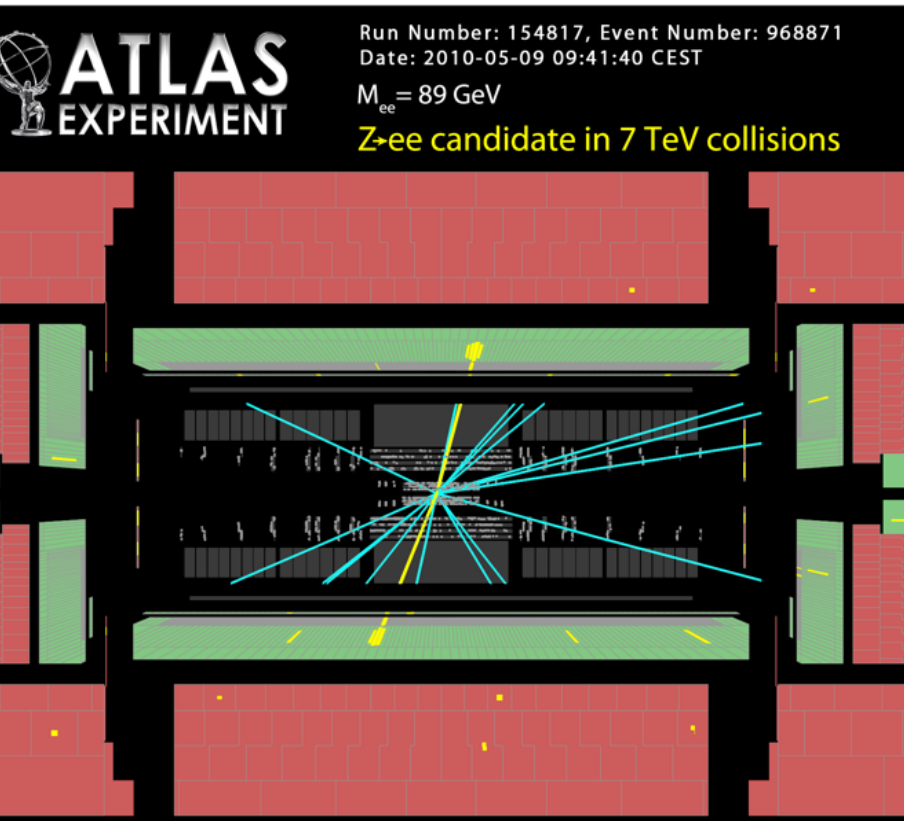 ATLAS
EXPERIMENT
Run Number: 154817, Event Number: 968871
Date: 2010-05-09 09:41:40 CEST
Mee= 89 GeV
Z→ee candidate in 7 TeV collisions